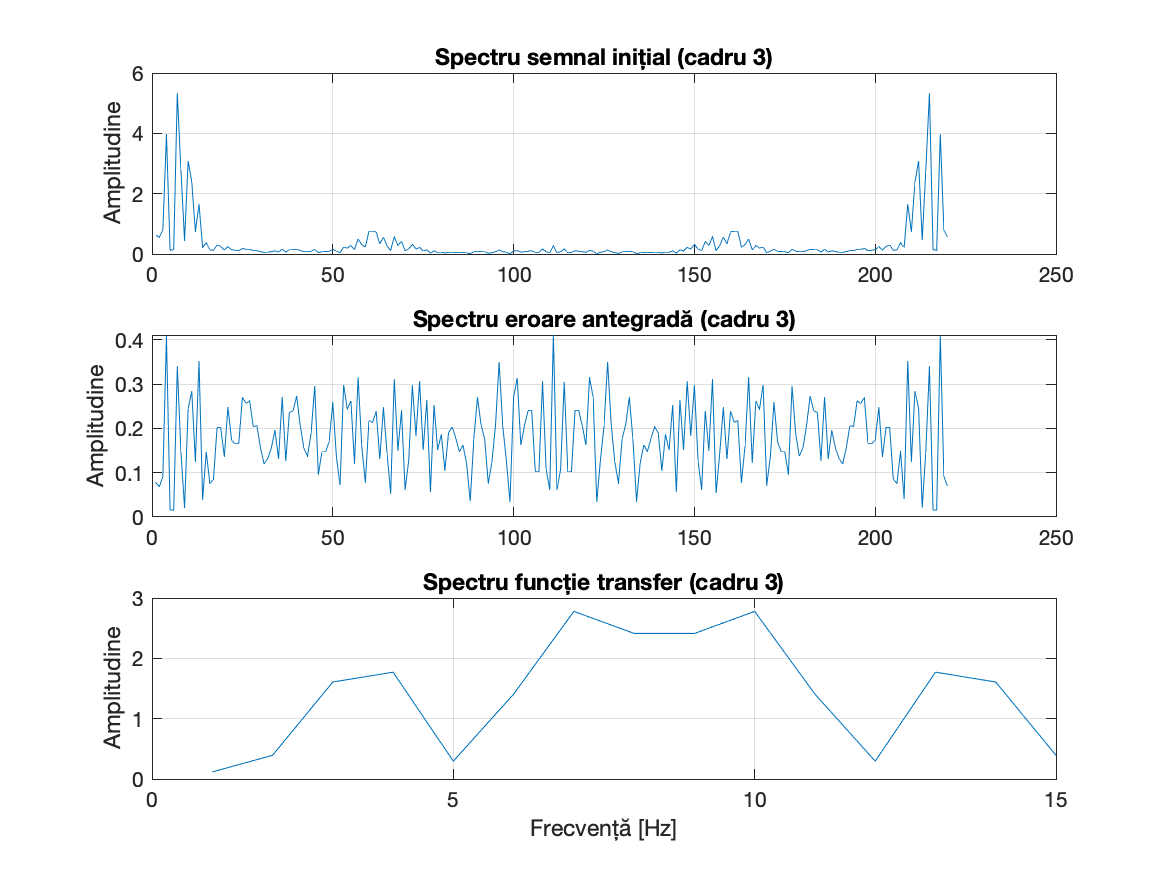 Spectru semnal inițial (cadru 3)
Amplitudine
6
4
2
0
0 50 100 150 200 250
Spectru eroare antegradă (cadru 3)
Amplitudine
0.4
0.3
0.2
0.1
0
0 50 100 150 200 250
Spectru funcție transfer (cadru 3)
Amplitudine
3
2
1
0
0 5 10 15
Frecvență [Hz]